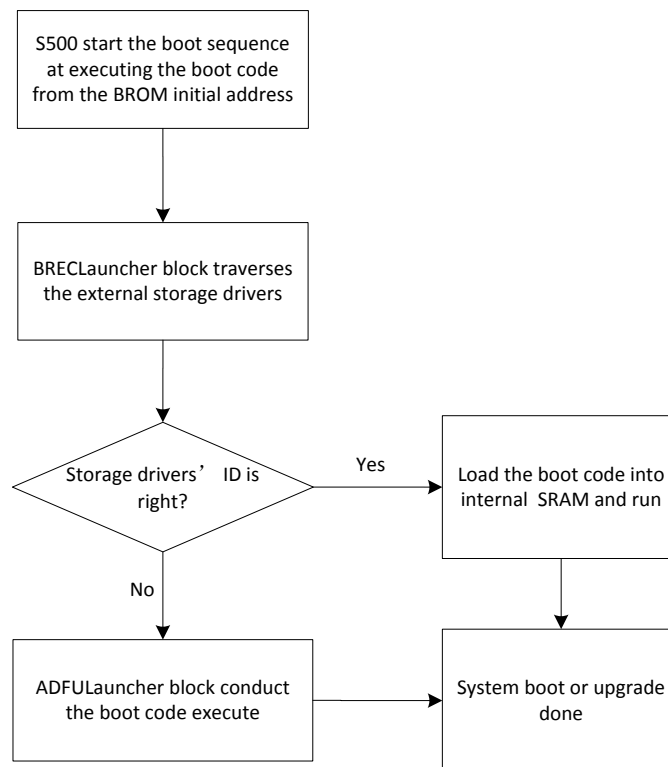 S500 start the boot sequence
at executing the boot code
from the BROM initial address
BRECLauncher block traverses
the external storage drivers
Storage drivers’ ID is
right?
Yes
Load the boot code into
internal SRAM and run
No
ADFULauncher block conduct
the boot code execute
System boot or upgrade
done